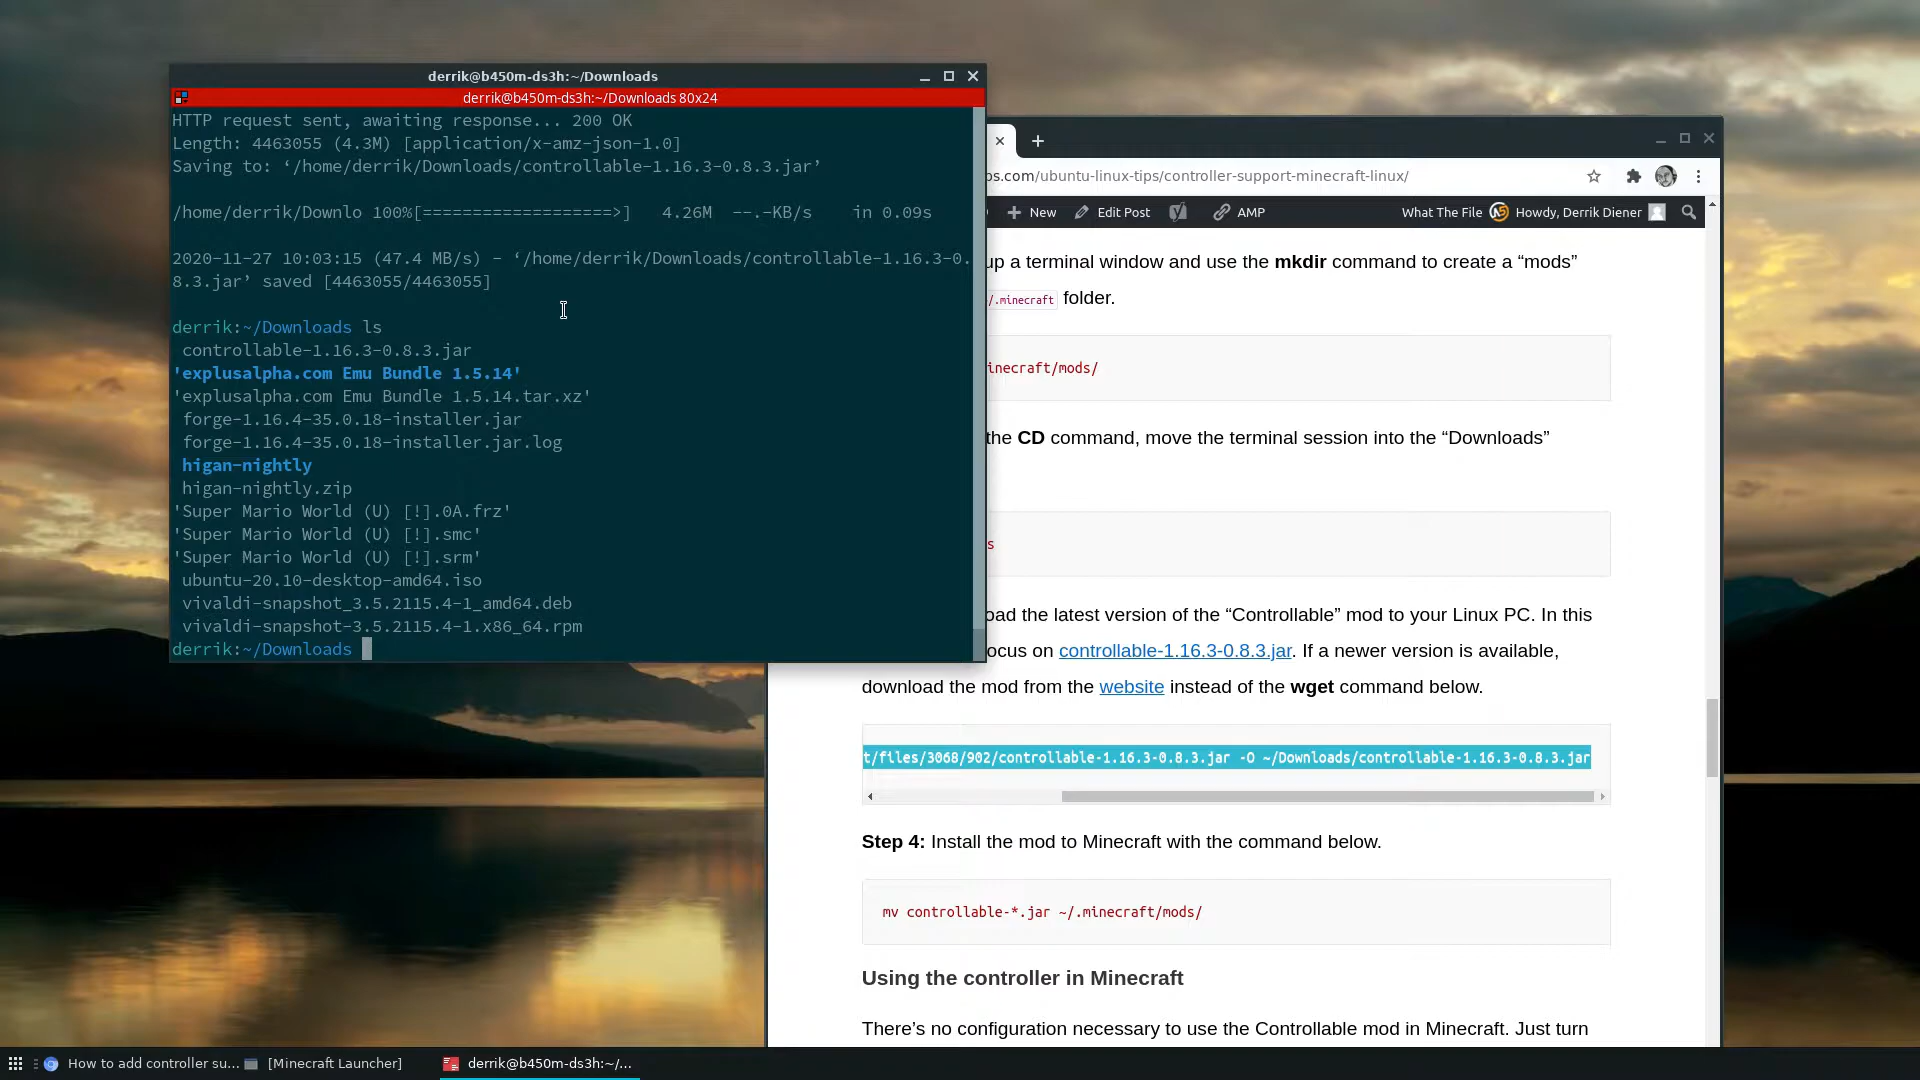 derrik@b450m-ds3h:~/Downloads
derrik@b450m-ds3h:~/Downloads 80x24
HTTP request sent, awaiting response... 200 OK
Length: 4463055 (4.3M) [application/x-amz-json-1.0]
Saving to: ‘/home/derrik/Downloads/controllable-1.16.3-0.8.3.jar’
/home/derrik/Downlo 100%[===================>]   4.26M  --.-KB/s    in 0.09s
2020-11-27 10:03:15 (47.4 MB/s) - ‘/home/derrik/Downloads/controllable-1.16.3-0.
8.3.jar’ saved [4463055/4463055]
derrik:~/Downloads ls
controllable-1.16.3-0.8.3.jar
'explusalpha.com Emu Bundle 1.5.14'
'explusalpha.com Emu Bundle 1.5.14.tar.xz'
forge-1.16.4-35.0.18-installer.jar
forge-1.16.4-35.0.18-installer.jar.log
higan-nightly
higan-nightly.zip
'Super Mario World (U) [!].0A.frz'
'Super Mario World (U) [!].smc'
'Super Mario World (U) [!].srm'
ubuntu-20.10-desktop-amd64.iso
vivaldi-snapshot_3.5.2115.4-1_amd64.deb
vivaldi-snapshot-3.5.2115.4-1.x86_64.rpm
derrik:~/Downloads
ps.com/ubuntu-linux-tips/controller-support-minecraft-linux/
New Edit Post AMP What The File Howdy, Derrik Diener
up a terminal window and use the mkdir command to create a “mods”
/.minecraft folder.
inecraft/mods/
the CD command, move the terminal session into the “Downloads”
s
oad the latest version of the “Controllable” mod to your Linux PC. In this
ocus on controllable-1.16.3-0.8.3.jar. If a newer version is available,
download the mod from the website instead of the wget command below.
t/files/3068/902/controllable-1.16.3-0.8.3.jar -O ~/Downloads/controllable-1.16.3-0.8.3.jar
Step 4: Install the mod to Minecraft with the command below.
mv controllable-*.jar ~/.minecraft/mods/
Using the controller in Minecraft
There’s no configuration necessary to use the Controllable mod in Minecraft. Just turn
How to add controller su... [Minecraft Launcher] derrik@b450m-ds3h:~/...